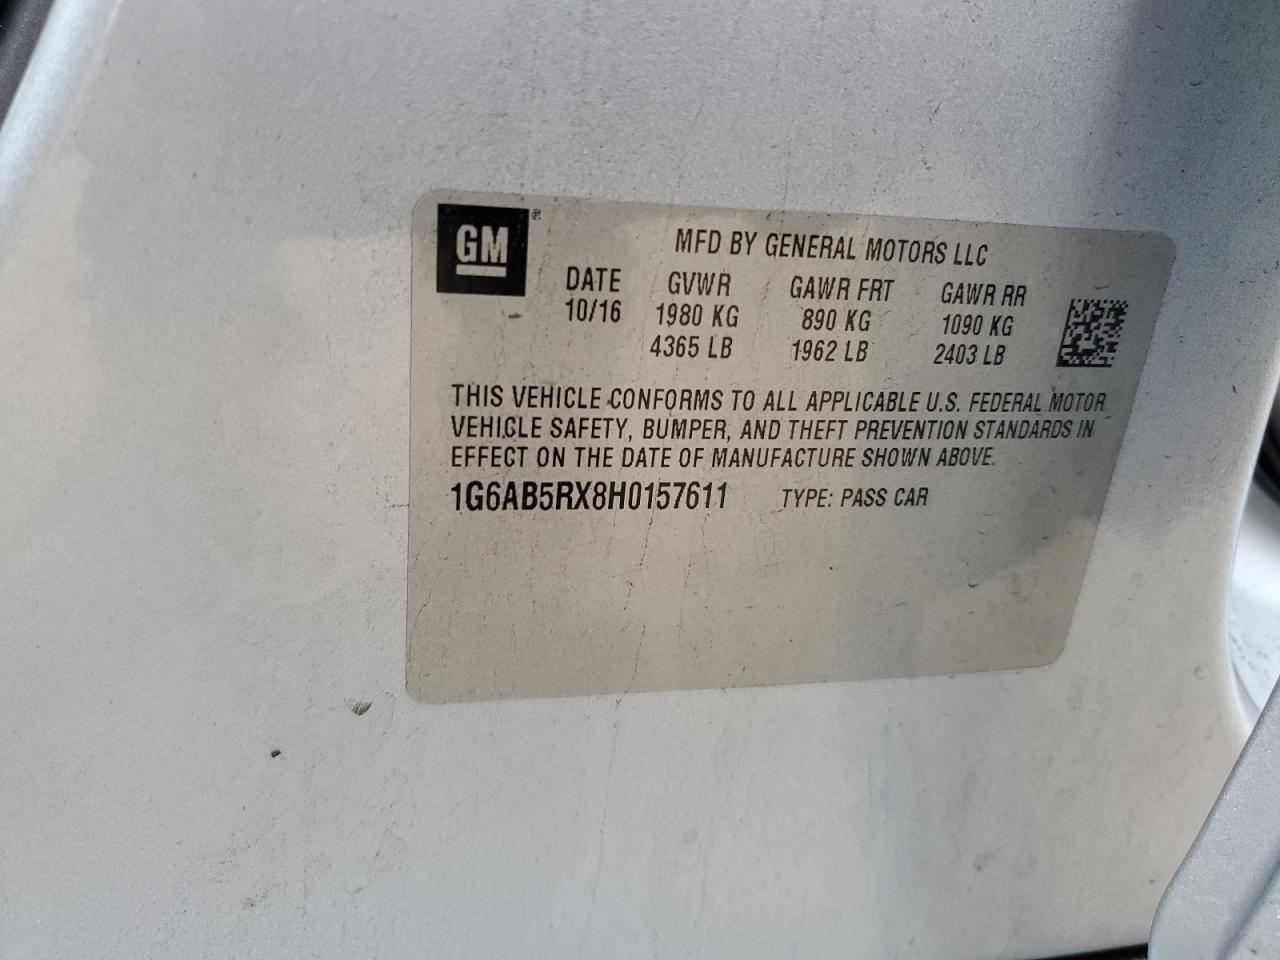 GM®
MFD BY GENERAL MOTORS LLC
DATE GVWR GAWR FRT GAWR RR
10/16 1980 KG 890 KG 1090 KG
4365 LB 1962 LB 2403 LB
THIS VEHICLE CONFORMS TO ALL APPLICABLE U.S. FEDERAL MOTOR
VEHICLE SAFETY, BUMPER, AND THEFT PREVENTION STANDARDS IN
EFFECT ON THE DATE OF MANUFACTURE SHOWN ABOVE.
1G6AB5RX8H0157611 TYPE: PASS CAR